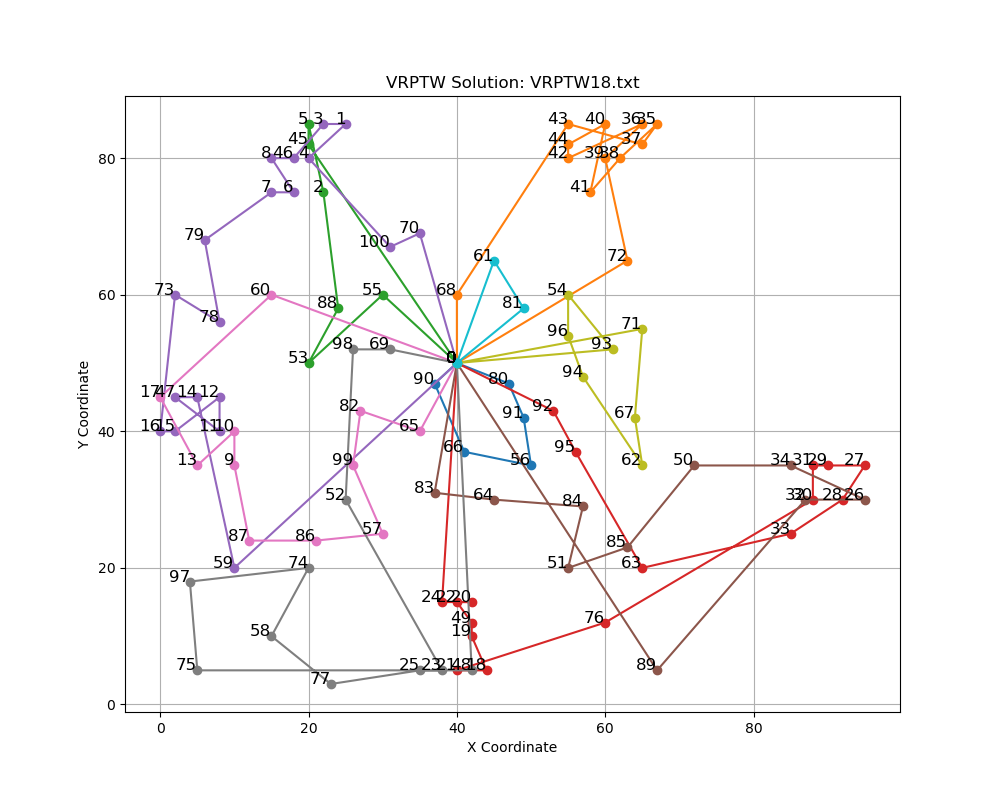 VRPTW Solution: VRPTW18.txt
43 40 36 35
5 3 1
45 44 37
8 46 4 42 39 38
7 6 2 41
79 100 70 61 72
73 60 88 55 68 81 54
78 96 71
53 98 69 0 93
90 80 94
17 47 14 12 82 91 92 67
16 15 11 10 65 66 95
13 9 99 56 62 50 34 31 29 27
52 83 64 84 32 30 28 26
87 86 57 85 33
59 74 51 63
97 24 22 20
58 49 76
19
75 77 25 23 21 48 18 89
Y Coordinate
80
60
40
20
0
0 20 40 60 80
X Coordinate